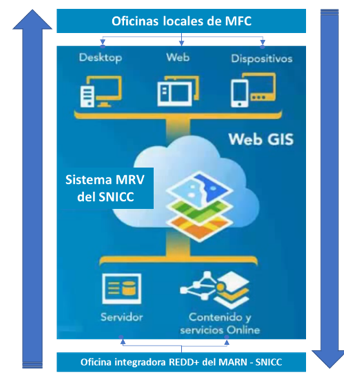 Oficinas locales de MFC
Desktop
Web
Dispositivos
Web GIS
Sistema MRV
del SNICC
Servidor
Contenido y
servicios Online
Oficina integradora REDD+ del MARN - SNICC